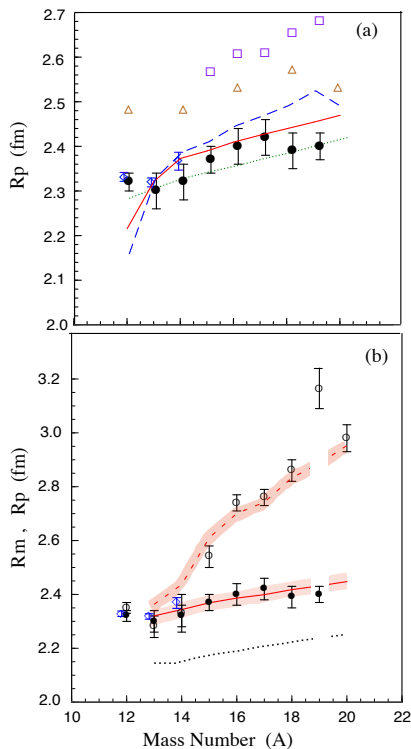 2.7
(a)
2.6
2.5
Rp (fm)
2.4
2.3
2.2
2.1
2.0
(b)
3.2
3.0
Rm , Rp (fm)
2.8
2.6
2.4
2.2
2.0
10 12 14 16 18 20 22
Mass Number (A)